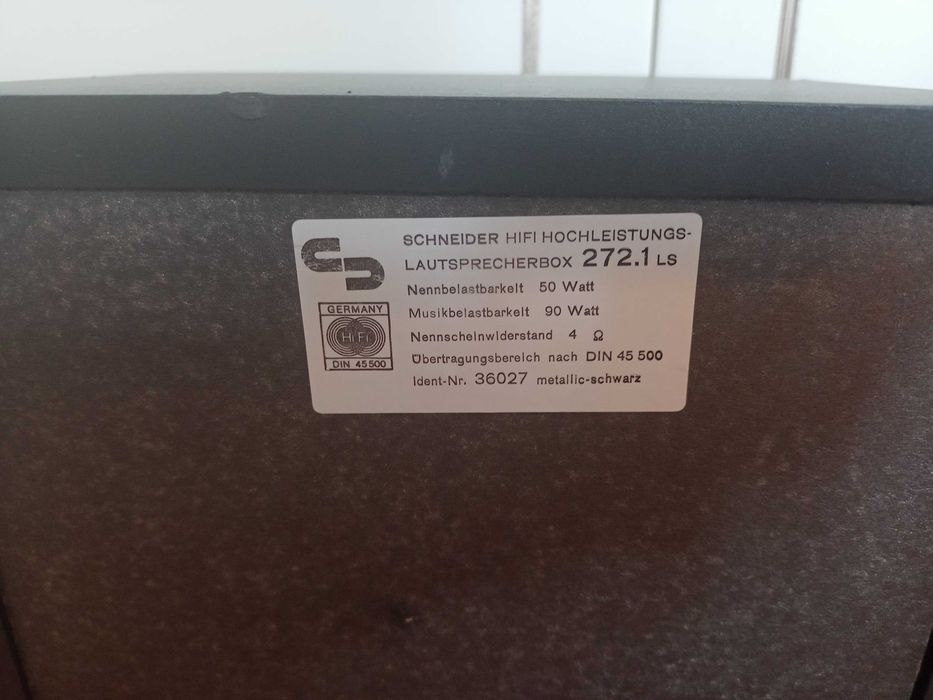 SCHNEIDER HIFI HOCHLEISTUNGS-
LAUTSPRECHERBOX 272.1 LS
Nennbelastbarkeit 50 Watt
Musikbelastbarkeit 90 Watt
Nennscheinwiderstand 4 Ω
Übertragungsbereich nach DIN 45 500
Ident-Nr. 36027 metallic-schwarz
GERMANY
HiFi
DIN 45500